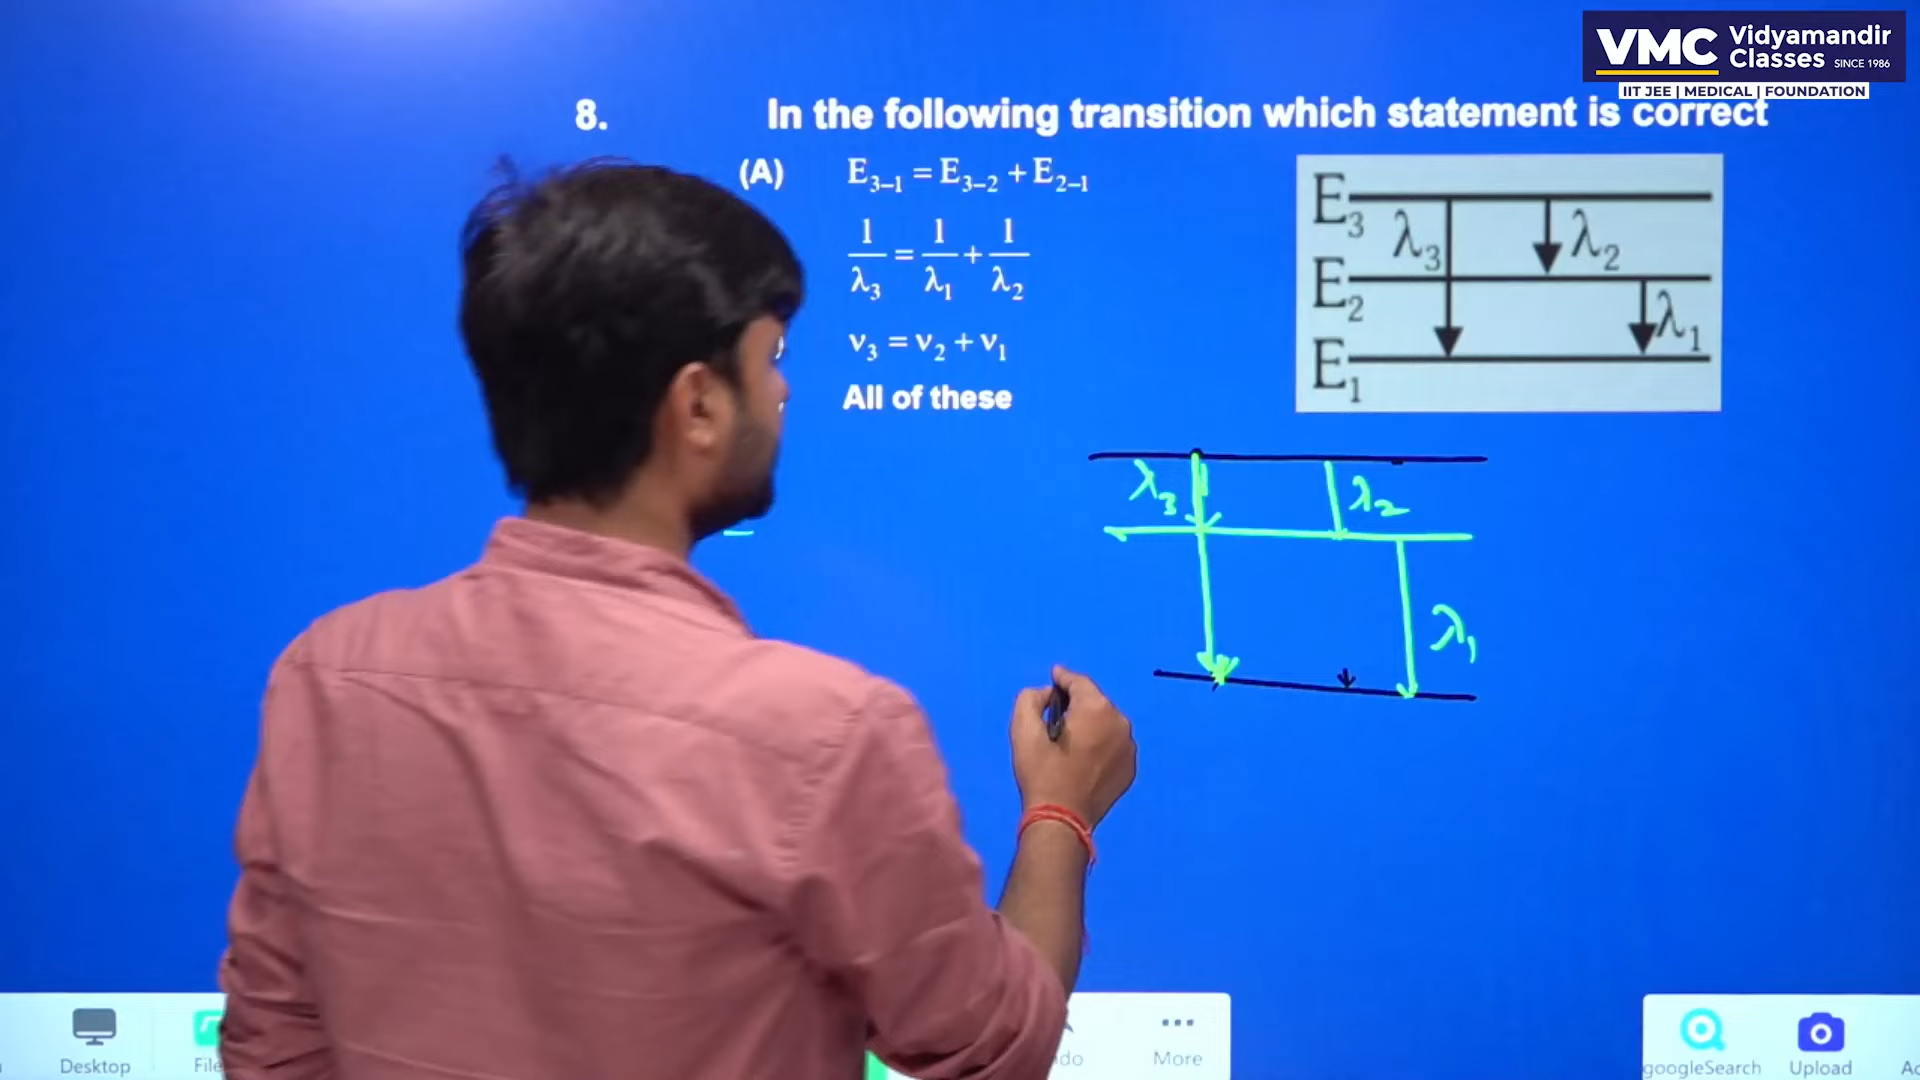 VMC Vidyamandir Classes SINCE 1986
IIT JEE | MEDICAL | FOUNDATION
8. In the following transition which statement is correct
(A) E₃₋₁ = E₃₋₂ + E₂₋₁
1/λ₃ = 1/λ₁ + 1/λ₂
ν₃ = ν₂ + ν₁
All of these
E₃
λ₃ λ₂
E₂
λ₁
E₁
λ₃ λ₂
λ₁
Desktop
More
googleSearch
Upload